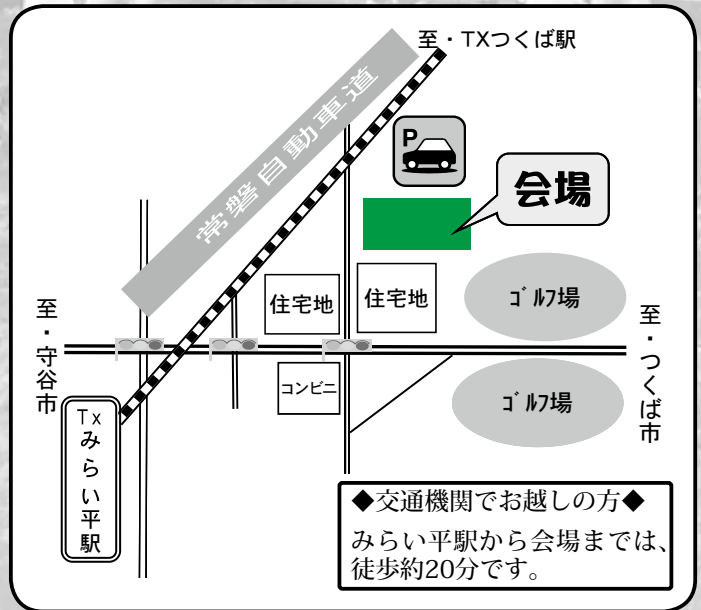 至・TXつくば駅
常磐自動車道
P
会場
住宅地
住宅地
ゴルフ場
至・守谷市
至・つくば市
コンビニ
ゴルフ場
Txみらい平駅
◆交通機関でお越しの方◆
みらい平駅から会場までは、
徒歩約20分です。